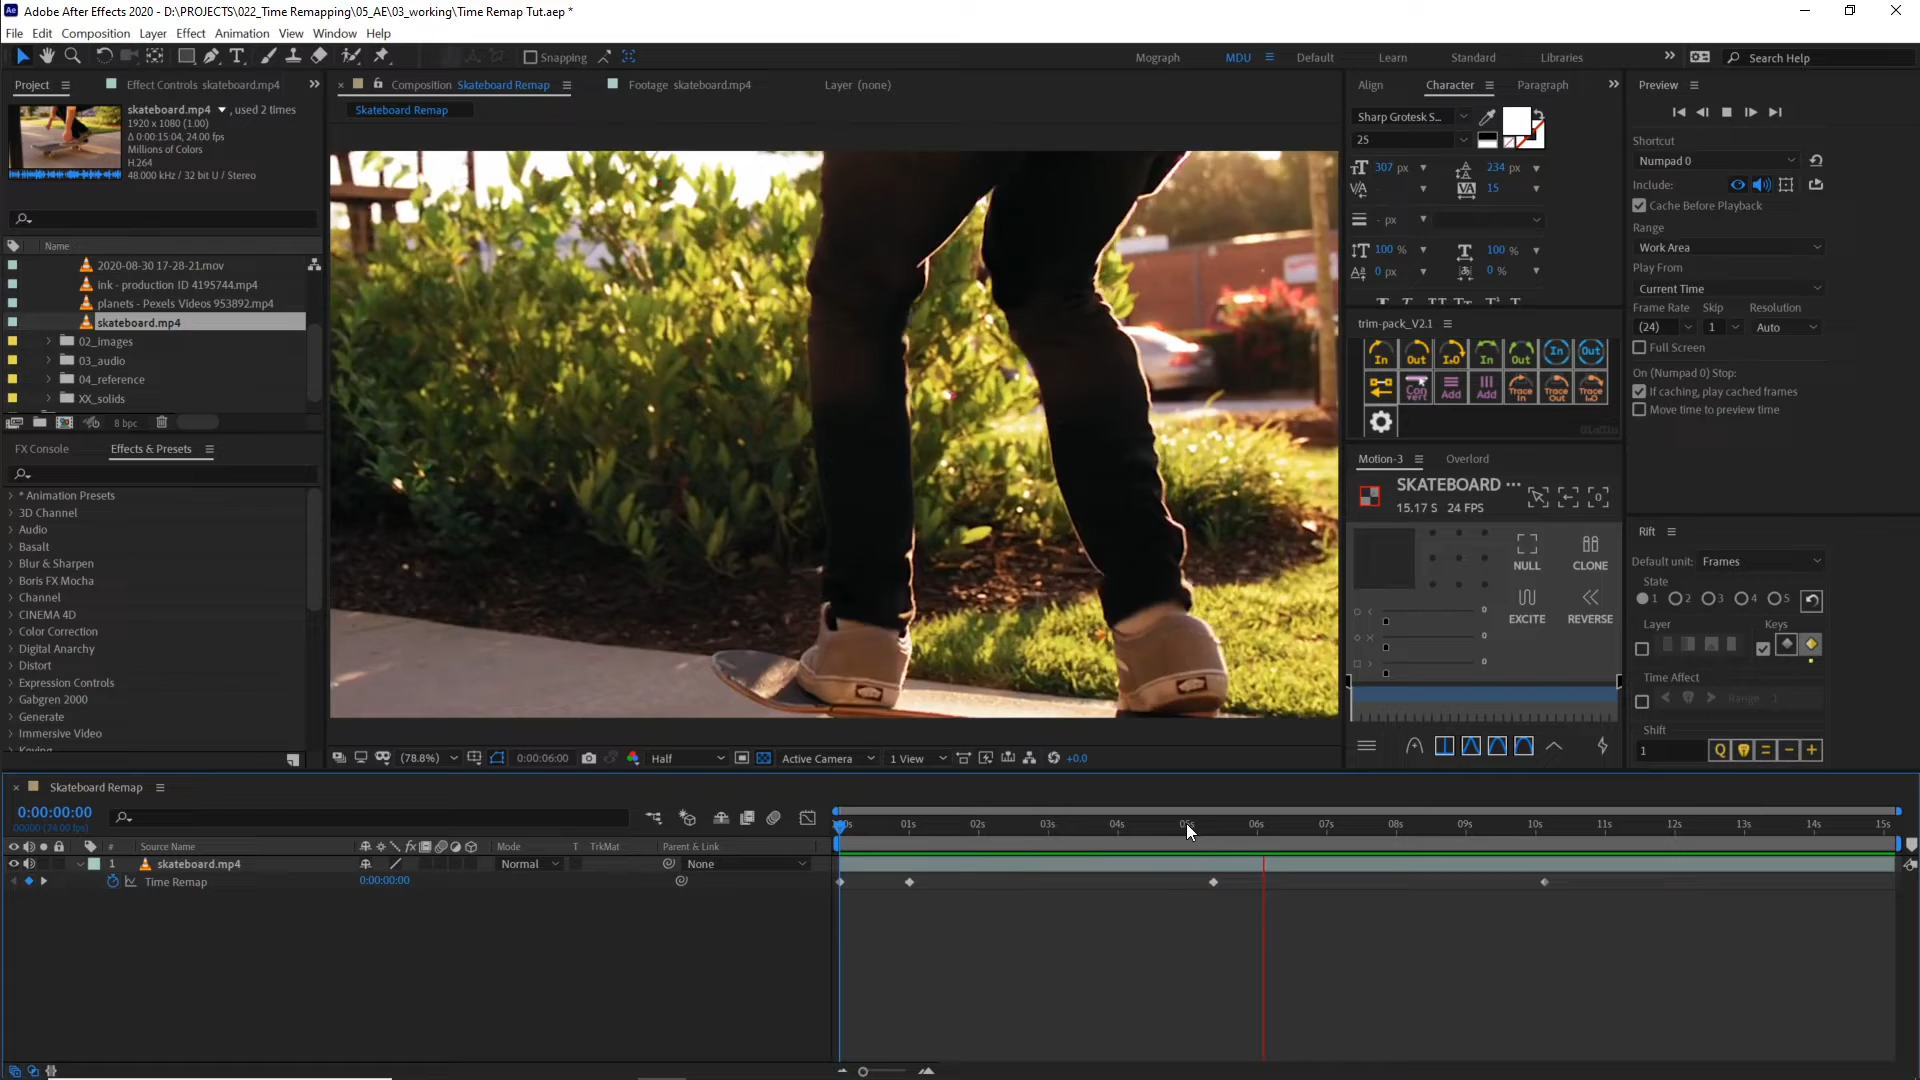 Adobe After Effects 2020 - D:\PROJECTS\022_Time Remapping\05_AE\03_working\Time Remap Tut.aep *
File Edit Composition Layer Effect Animation View Window Help
Snapping
Mograph MDU Default Learn Standard Libraries Search Help
Project Effect Controls skateboard.mp4
Composition Skateboard Remap Footage skateboard.mp4 Layer (none)
Skateboard Remap
skateboard.mp4 , used 2 times
1920 x 1080 (1.00)
Δ 0:00:15:04, 24.00 fps
Millions of Colors
H.264
48.000 kHz / 32 bit U / Stereo
Name
2020-08-30 17-28-21.mov
ink - production ID 4195744.mp4
planets - Pexels Videos 953892.mp4
skateboard.mp4
02_images
03_audio
04_reference
XX_solids
8 bpc
FX Console Effects & Presets
* Animation Presets
3D Channel
Audio
Basalt
Blur & Sharpen
Boris FX Mocha
Channel
CINEMA 4D
Color Correction
Digital Anarchy
Distort
Expression Controls
Gabgren 2000
Generate
Immersive Video
Keying
(78.8%) 0:00:06:00 Half Active Camera 1 View +0.0
Align Character Paragraph
Sharp Grotesk S...
25
307 px 234 px
15
- px
100 % 100 %
0 px 0 %
trim-pack_V2.1
In Out I&O In Out In Out
Con vert Add Add Trace In Trace Out Trace I&O
Motion-3 Overlord
SKATEBOARD ···
15.17 S 24 FPS
NULL CLONE
EXCITE REVERSE
0
0
0
Preview
Shortcut
Numpad 0
Include:
Cache Before Playback
Range
Work Area
Play From
Current Time
Frame Rate Skip Resolution
(24) 1 Auto
Full Screen
On (Numpad 0) Stop:
If caching, play cached frames
Move time to preview time
Rift
Default unit: Frames
State
1 2 3 4 5
Layer Keys
Time Affect
Range 1
Shift
1 Q = − +
Skateboard Remap
0:00:00:00
00000 (24.00 fps)
# Source Name Mode T TrkMat Parent & Link
1 skateboard.mp4 Normal None
Time Remap 0:00:00:00
01s 02s 03s 04s 05s 06s 07s 08s 09s 10s 11s 12s 13s 14s 15s